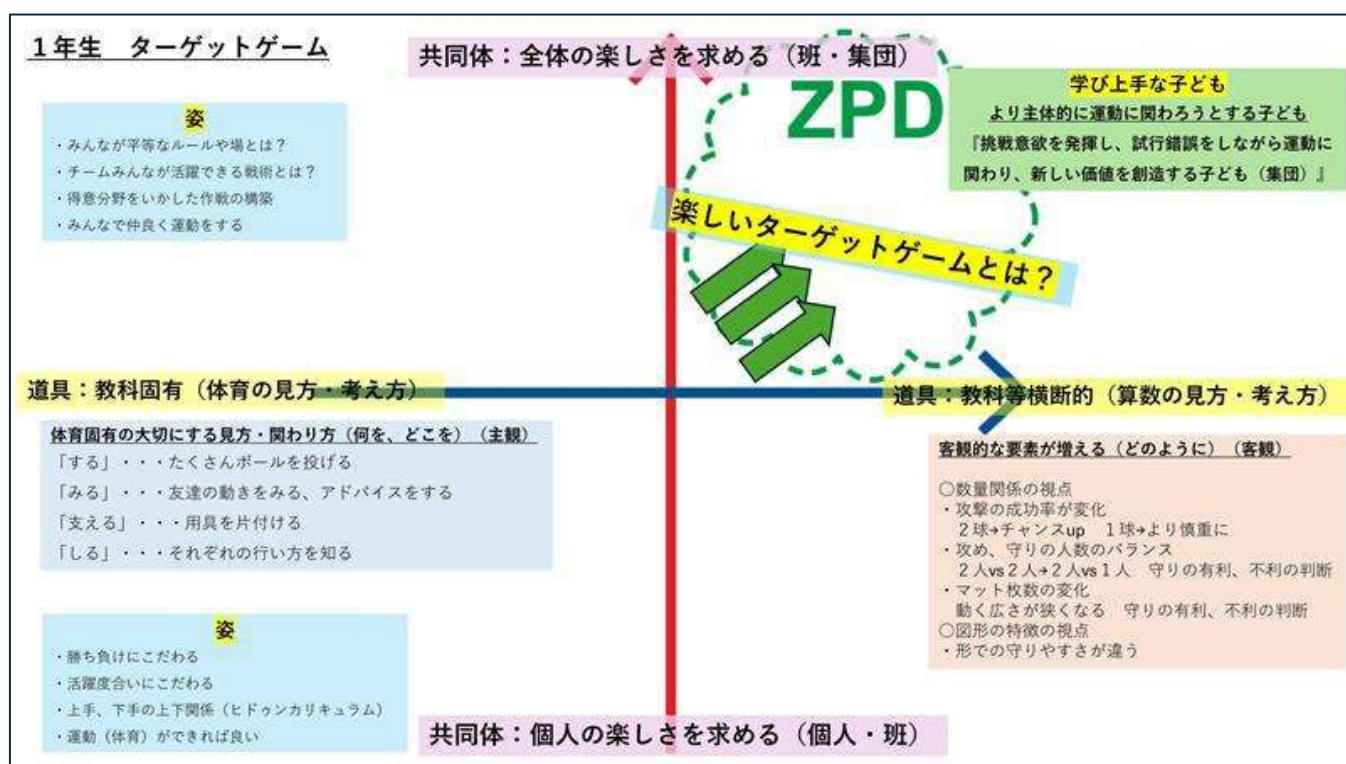 1年生　ターゲットゲーム
共同体：全体の楽しさを求める（班・集団）
姿
・みんなが平等なルールや場とは？
・チームみんなが活躍できる戦術とは？
・得意分野をいかした作戦の構築
・みんなで仲良く運動をする
ZPD
学び上手な子ども
より主体的に運動に関わろうとする子ども
『挑戦意欲を発揮し、試行錯誤をしながら運動に
関わり、新しい価値を創造する子ども（集団）』
楽しいターゲットゲームとは？
道具：教科固有（体育の見方・考え方）
道具：教科等横断的（算数の見方・考え方）
体育固有の大切にする見方・関わり方（何を、どこを）（主観）
「する」・・・たくさんボールを投げる
「みる」・・・友達の動きをみる、アドバイスをする
「支える」・・・用具を片付ける
「しる」・・・それぞれの行い方を知る
客観的な要素が増える（どのように）（客観）
○数量関係の視点
・攻撃の成功率が変化
２球→チャンスup　１球→より慎重に
・攻め、守りの人数のバランス
２人vs２人→２人vs１人　守りの有利、不利の判断
・マット枚数の変化
動く広さが狭くなる　守りの有利、不利の判断
○図形の特徴の視点
・形での守りやすさが違う
姿
・勝ち負けにこだわる
・活躍度合いにこだわる
・上手、下手の上下関係（ヒドゥンカリキュラム）
・運動（体育）ができれば良い
共同体：個人の楽しさを求める（個人・班）